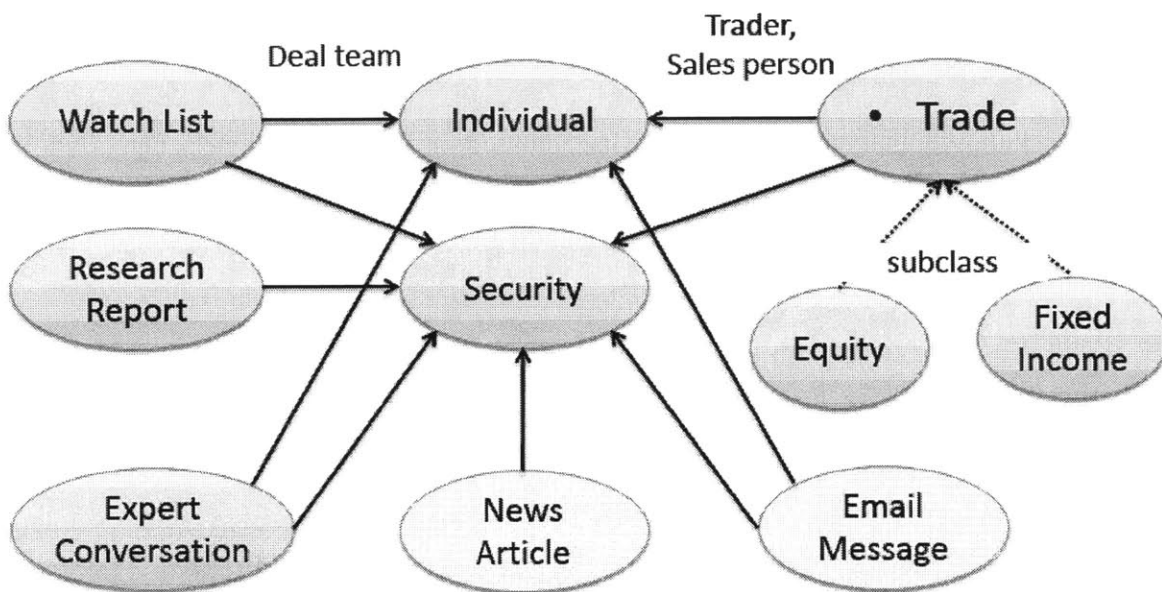 Deal team
Trader,
Sales person
Watch List
Individual
• Trade
Research
Report
Security
subclass
Equity
Fixed
Income
Expert
Conversation
News
Article
Email
Message